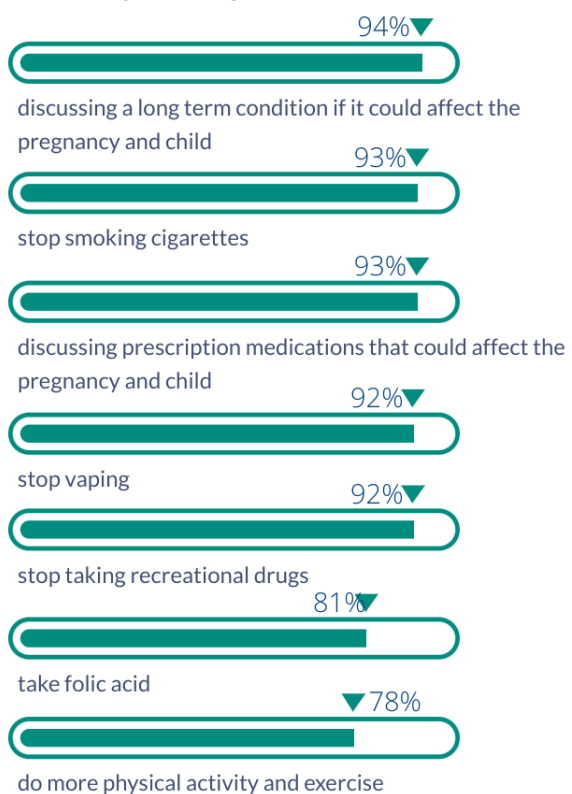 94%
discussing a long term condition if it could affect the
pregnancy and child
93%
stop smoking cigarettes
93%
discussing prescription medications that could affect the
pregnancy and child
92%
stop vaping
92%
stop taking recreational drugs
81%
take folic acid
78%
do more physical activity and exercise